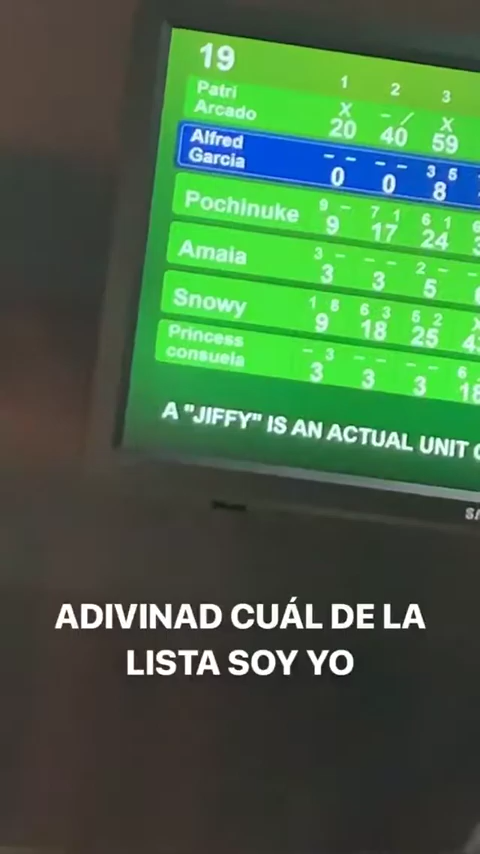 19
1 2 3
Patri
Arcado
X - / X
20 40 59
Alfred
Garcia
- - - - 3 5
0 0 8
Pochinuke
9 - 7 1 6 1
9 17 24
Amaia
3 - - - 2 -
3 3 5
Snowy
1 8 6 3 5 2
9 18 25
Princess
consuela
- 3 - - - - 6
3 3 3 18
A "JIFFY" IS AN ACTUAL UNIT
ADIVINAD CUÁL DE LA
LISTA SOY YO